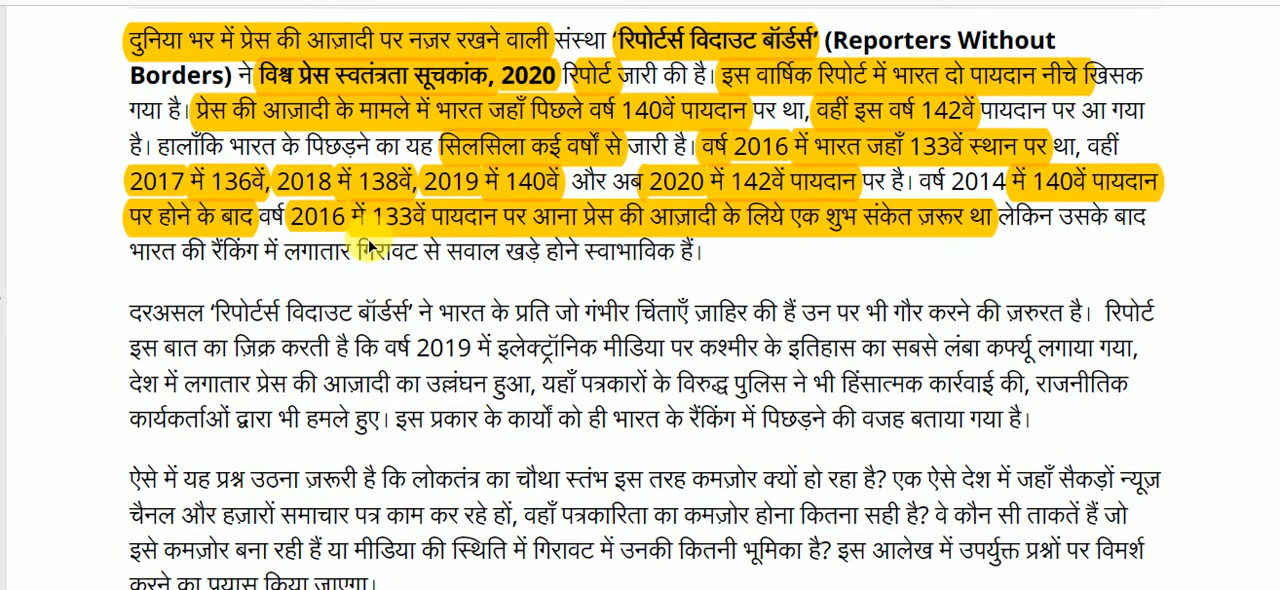 दुनिया भर में प्रेस की आज़ादी पर नज़र रखने वाली संस्था ‘रिपोर्टर्स विदाउट बॉर्डर्स’ (Reporters Without
Borders) ने विश्व प्रेस स्वतंत्रता सूचकांक, 2020 रिपोर्ट जारी की है। इस वार्षिक रिपोर्ट में भारत दो पायदान नीचे खिसक
गया है। प्रेस की आज़ादी के मामले में भारत जहाँ पिछले वर्ष 140वें पायदान पर था, वहीं इस वर्ष 142वें पायदान पर आ गया
है। हालाँकि भारत के पिछड़ने का यह सिलसिला कई वर्षों से जारी है। वर्ष 2016 में भारत जहाँ 133वें स्थान पर था, वहीं
2017 में 136वें, 2018 में 138वें, 2019 में 140वें और अब 2020 में 142वें पायदान पर है। वर्ष 2014 में 140वें पायदान
पर होने के बाद वर्ष 2016 में 133वें पायदान पर आना प्रेस की आज़ादी के लिये एक शुभ संकेत ज़रूर था लेकिन उसके बाद
भारत की रैंकिंग में लगातार गिरावट से सवाल खड़े होने स्वाभाविक हैं।
दरअसल ‘रिपोर्टर्स विदाउट बॉर्डर्स’ ने भारत के प्रति जो गंभीर चिंताएँ ज़ाहिर की हैं उन पर भी गौर करने की ज़रुरत है। रिपोर्ट
इस बात का ज़िक्र करती है कि वर्ष 2019 में इलेक्ट्रॉनिक मीडिया पर कश्मीर के इतिहास का सबसे लंबा कर्फ्यू लगाया गया,
देश में लगातार प्रेस की आज़ादी का उल्लंघन हुआ, यहाँ पत्रकारों के विरुद्ध पुलिस ने भी हिंसात्मक कार्रवाई की, राजनीतिक
कार्यकर्ताओं द्वारा भी हमले हुए। इस प्रकार के कार्यों को ही भारत के रैंकिंग में पिछड़ने की वजह बताया गया है।
ऐसे में यह प्रश्न उठना ज़रूरी है कि लोकतंत्र का चौथा स्तंभ इस तरह कमज़ोर क्यों हो रहा है? एक ऐसे देश में जहाँ सैकड़ों न्यूज़
चैनल और हज़ारों समाचार पत्र काम कर रहे हों, वहाँ पत्रकारिता का कमज़ोर होना कितना सही है? वे कौन सी ताकतें हैं जो
इसे कमज़ोर बना रही हैं या मीडिया की स्थिति में गिरावट में उनकी कितनी भूमिका है? इस आलेख में उपर्युक्त प्रश्नों पर विमर्श
करने का प्रयास किया जाएगा।